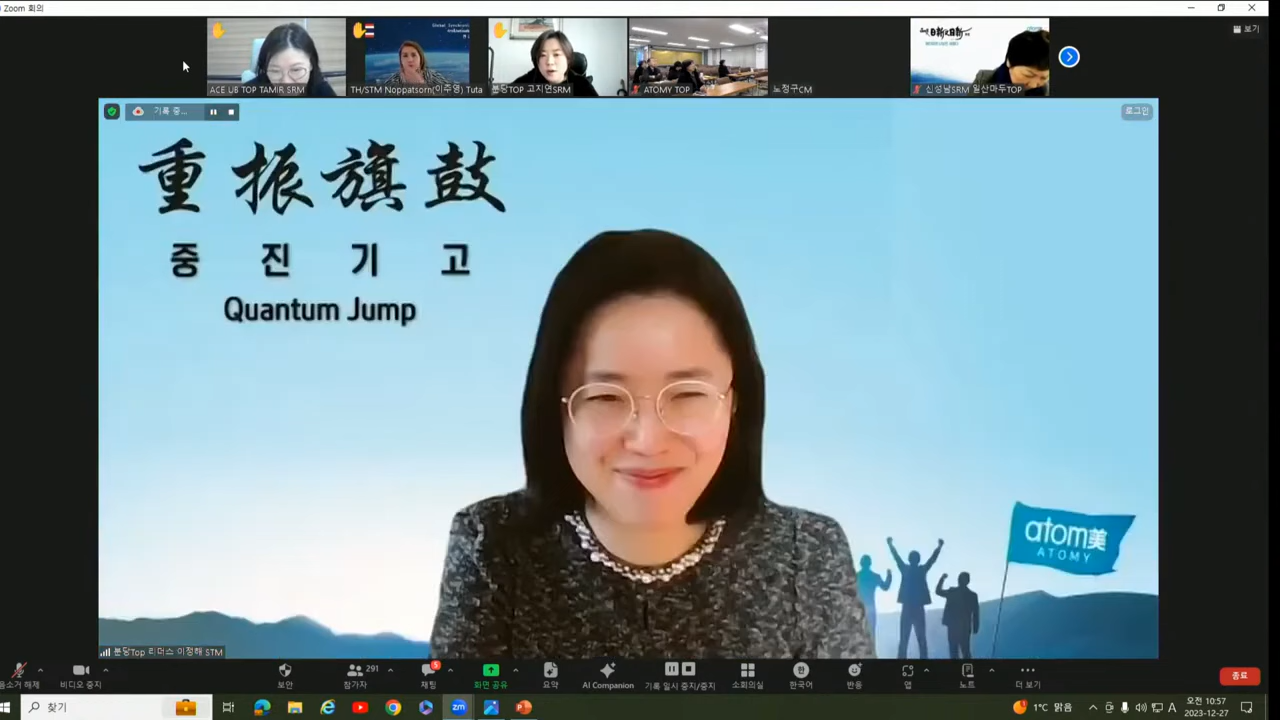 Zoom 회의
보기
ACE UB TOP TAMIR SRM
TH/STM Noppatsorn(이주영) Tuta
분당TOP 고지연SRM
ATOMY TOP
노정구CM
신성남SRM 일산마두TOP
기록 중...
로그인
重振旗鼓
중 진 기 고
Quantum Jump
atom美
ATOMY
분당Top 리더스 이정해 STM
음소거 해제
비디오 중지
보안
291
참가자
5
채팅
화면 공유
요약
AI Companion
기록 일시 중지/중지
소회의실
한
한국어
반응
앱
노트
더 보기
종료
찾기
zm
1°C 맑음
A
오전 10:57
2023-12-27